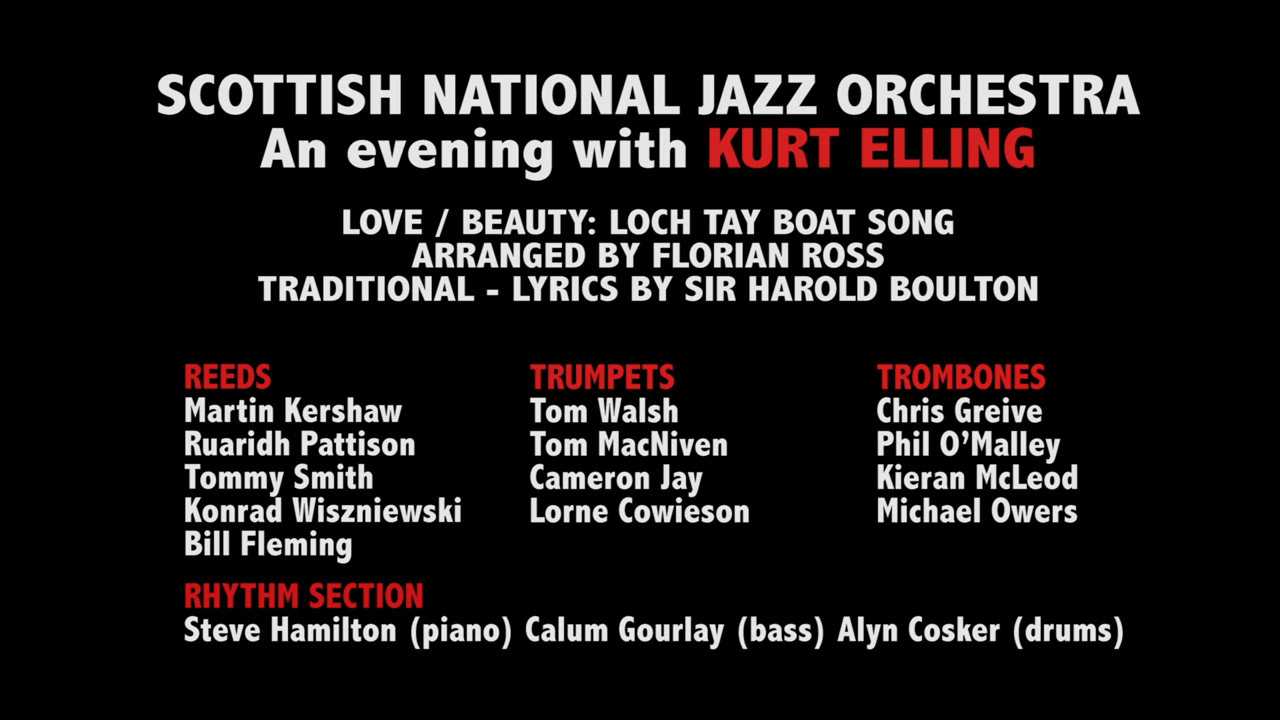 SCOTTISH NATIONAL JAZZ ORCHESTRA
An evening with KURT ELLING
LOVE / BEAUTY: LOCH TAY BOAT SONG
ARRANGED BY FLORIAN ROSS
TRADITIONAL - LYRICS BY SIR HAROLD BOULTON
REEDS
Martin Kershaw
Ruaridh Pattison
Tommy Smith
Konrad Wiszniewski
Bill Fleming
TRUMPETS
Tom Walsh
Tom MacNiven
Cameron Jay
Lorne Cowieson
TROMBONES
Chris Greive
Phil O’Malley
Kieran McLeod
Michael Owers
RHYTHM SECTION
Steve Hamilton (piano) Calum Gourlay (bass) Alyn Cosker (drums)